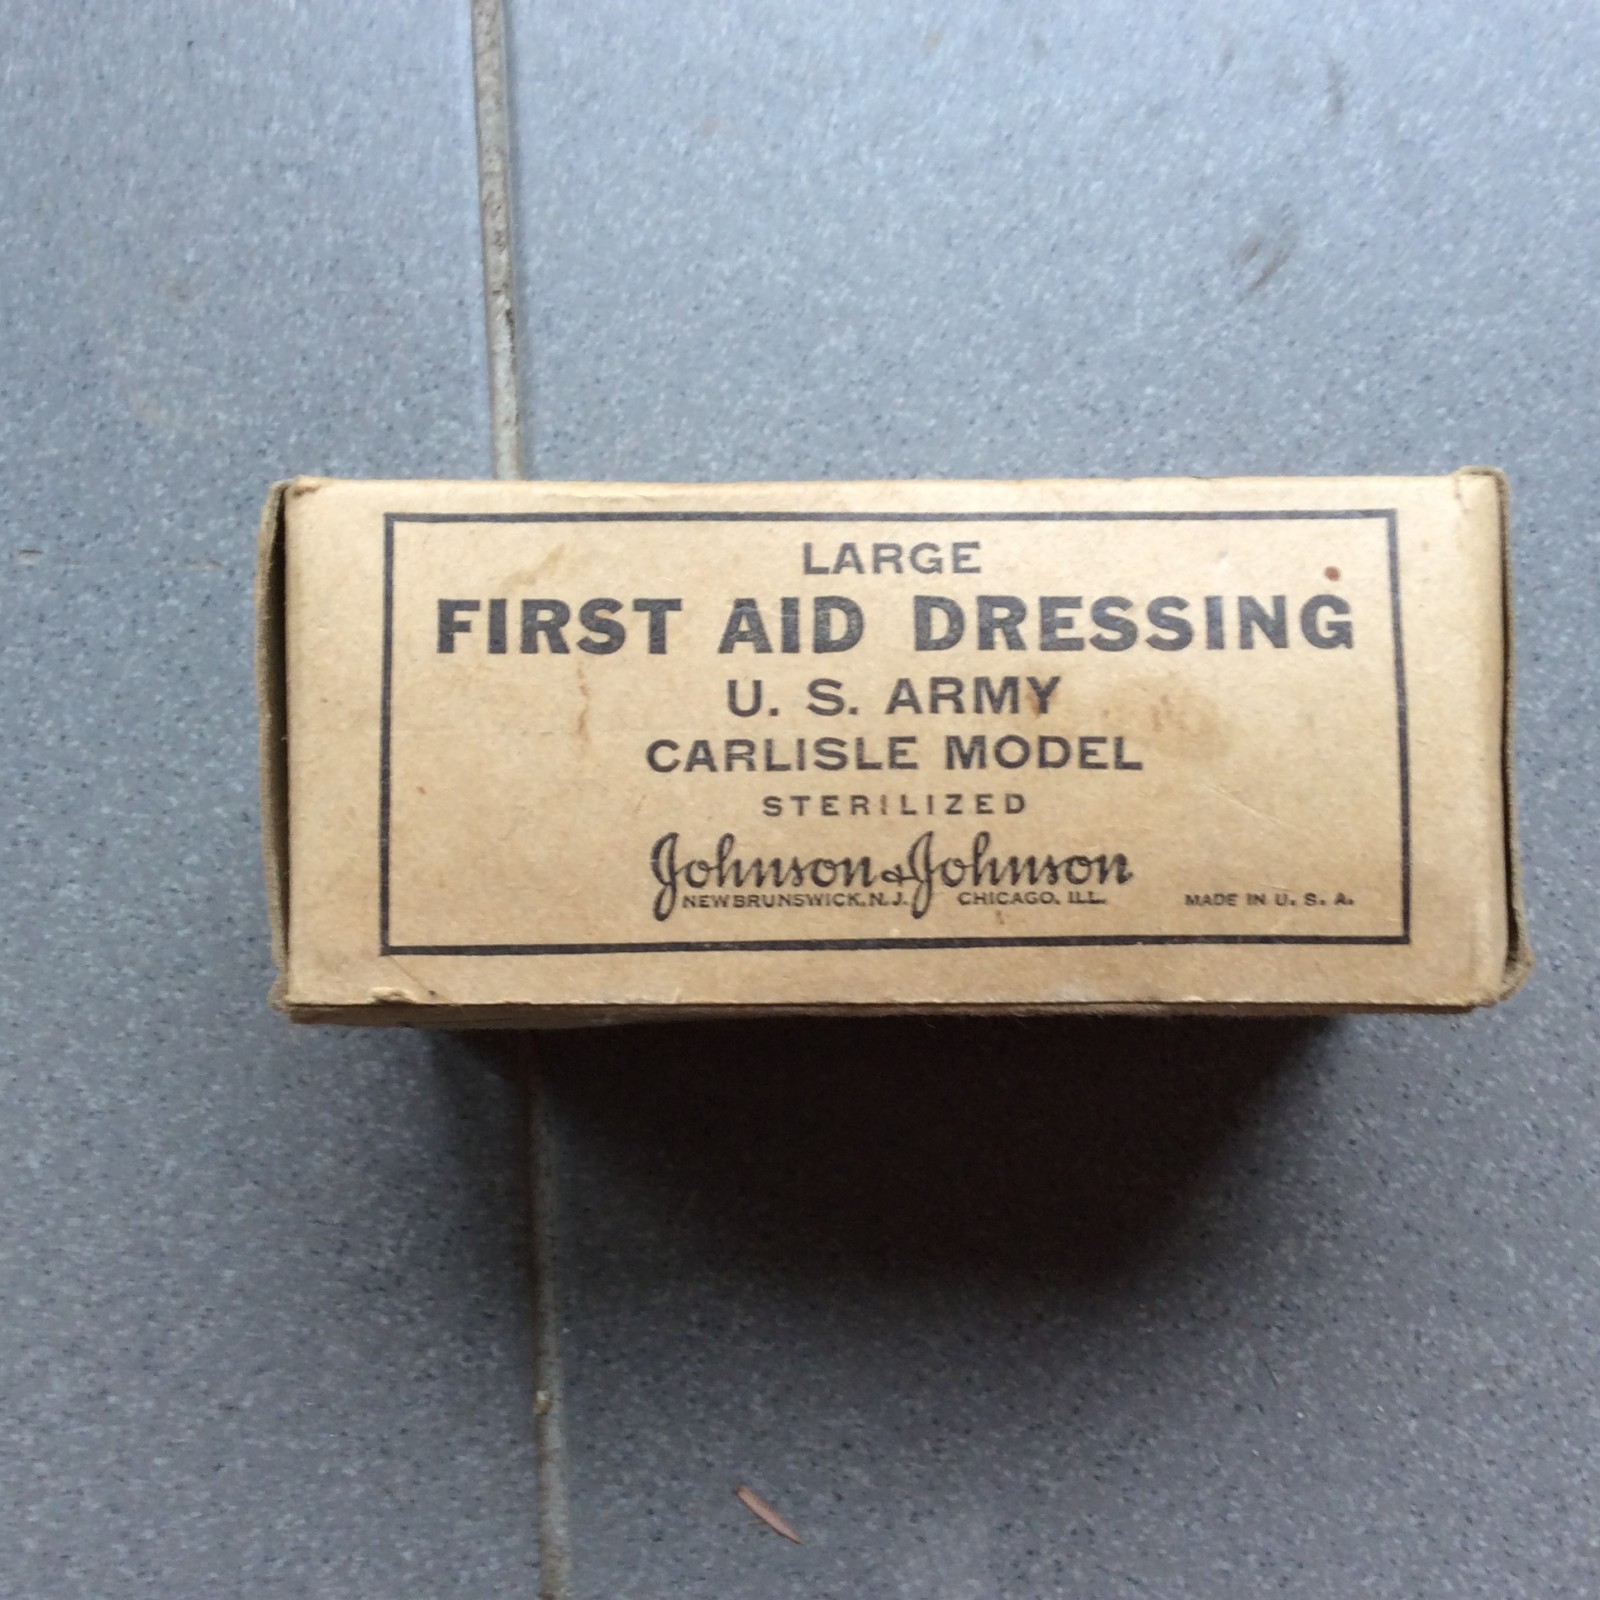 LARGE
FIRST AID DRESSING
U. S. ARMY
CARLISLE MODEL
STERILIZED
Johnson & Johnson
NEW BRUNSWICK, N. J. CHICAGO, ILL. MADE IN U. S. A.